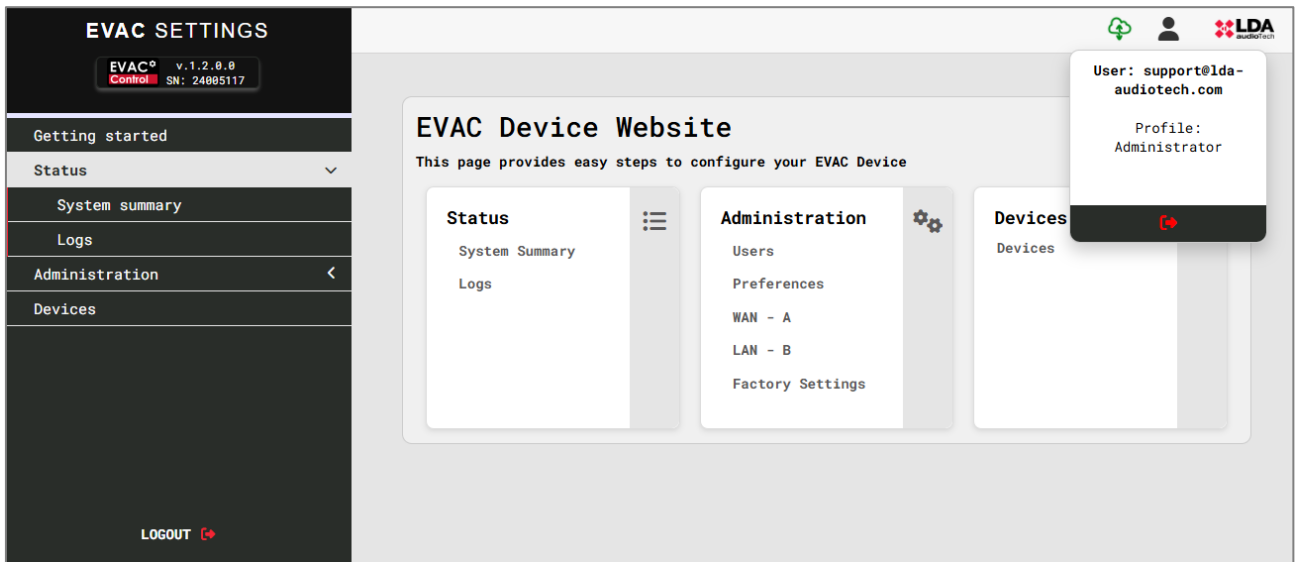 EVAC SETTINGS
EVAC
Control
v.1.2.0.0
SN: 24005117
Getting started
Status
System summary
Logs
Administration
Devices
LOGOUT
LDA
audioTech
User: support@lda-
audiotech.com
Profile:
Administrator
EVAC Device Website
This page provides easy steps to configure your EVAC Device
Status
System Summary
Logs
Administration
Users
Preferences
WAN - A
LAN - B
Factory Settings
Devices
Devices